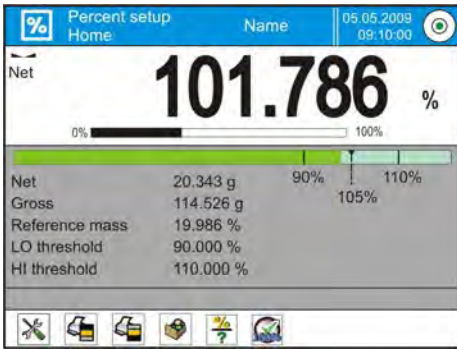 % Percent setup Name 05.05.2009
Home 09:10:00
Net
101.786 %
0% 100%
90% 105% 110%
Net 20.343 g
Gross 114.526 g
Reference mass 19.986 %
LO threshold 90.000 %
HI threshold 110.000 %
%
?